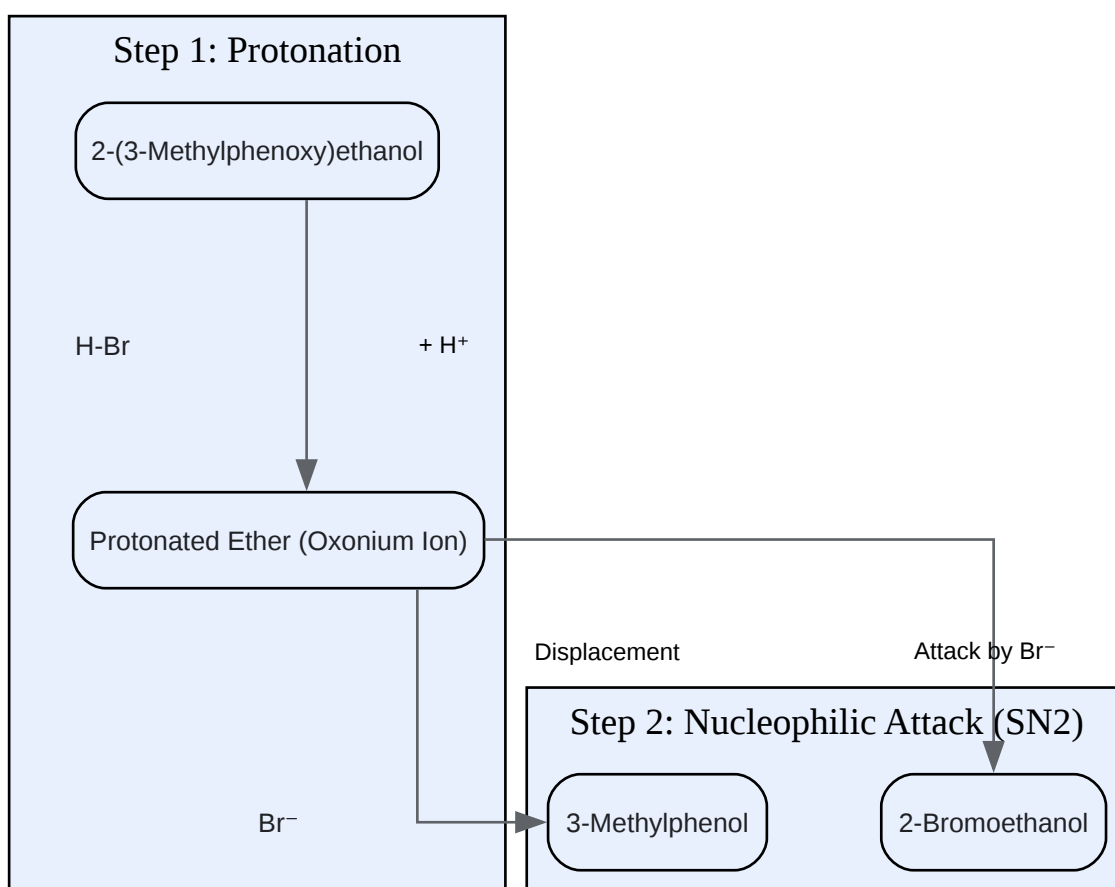 Step 1: Protonation
2-(3-Methylphenoxy)ethanol
H-Br
+ H⁺
Protonated Ether (Oxonium Ion)
Displacement
Attack by Br⁻
Step 2: Nucleophilic Attack (SN2)
Br⁻
3-Methylphenol
2-Bromoethanol